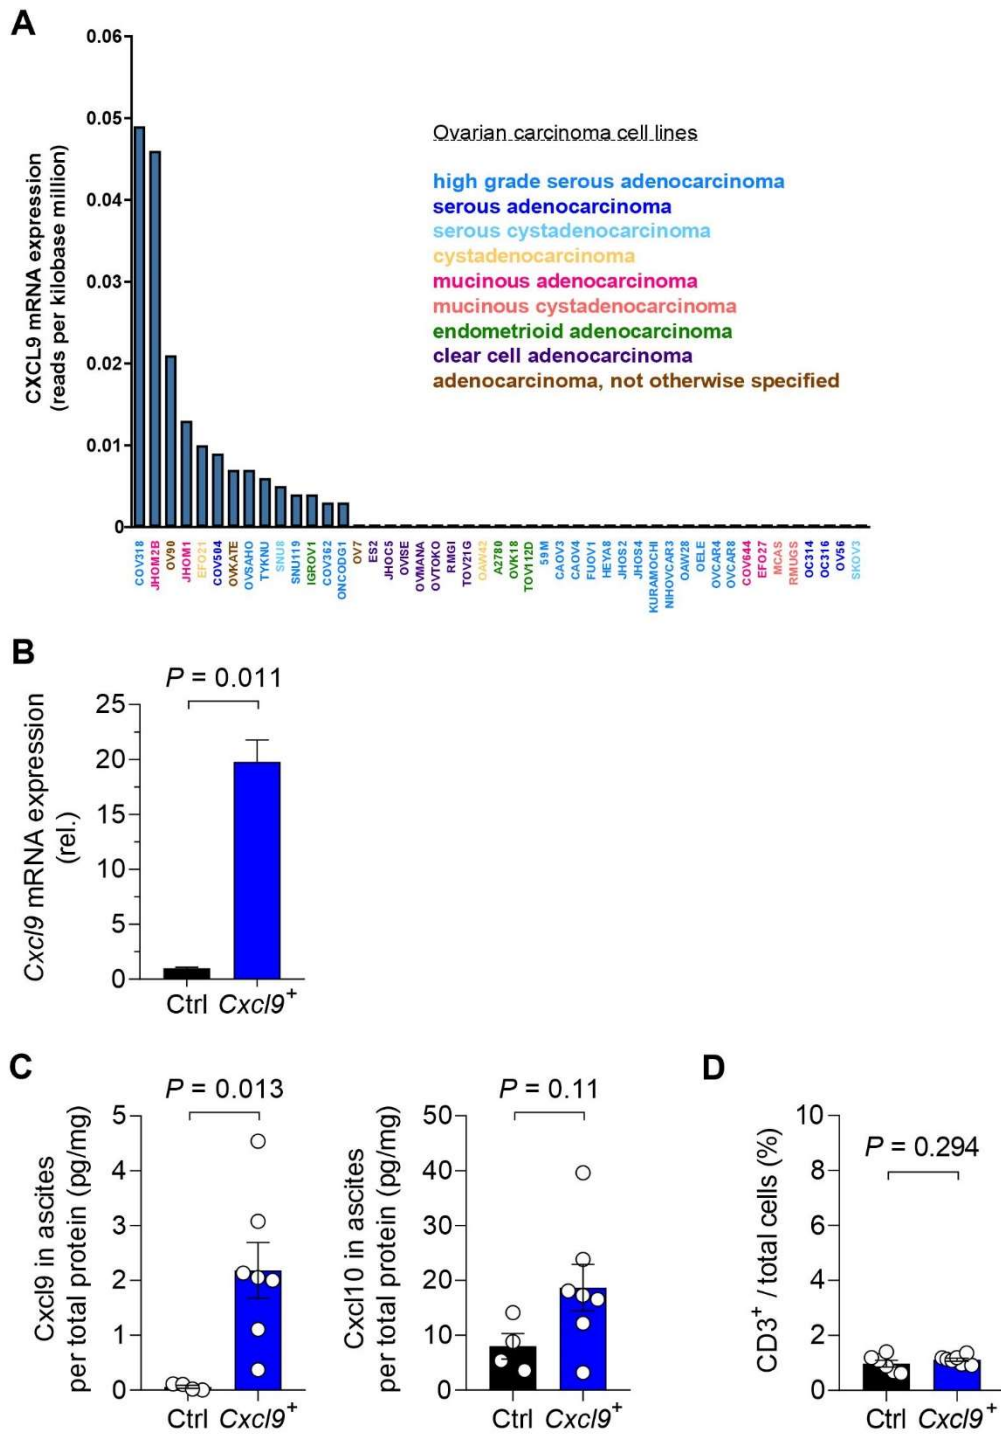 A
CXCL9 mRNA expression
(reads per kilobase million)
0.06
0.05
0.04
0.03
0.02
0.01
0
Ovarian carcinoma cell lines
high grade serous adenocarcinoma
serous adenocarcinoma
serous cystadenocarcinoma
cystadenocarcinoma
mucinous adenocarcinoma
mucinous cystadenocarcinoma
endometrioid adenocarcinoma
clear cell adenocarcinoma
adenocarcinoma, not otherwise specified
COV318
JHOM2B
OV90
JHOM1
EFO21
COV504
OVKATE
OVSAHO
TYKNU
SNU8
SNU119
IGROV1
COV362
ONCODG1
OV7
ES2
JHOC5
OVISE
OVMANA
OVTOKO
RMGI
TOV21G
OAW42
A2780
OVK18
TOV112D
59M
CAOV3
CAOV4
FUOV1
HEYA8
JHOS2
JHOS4
KURAMOCHI
NIHOVCAR3
OAW28
OELE
OVCAR4
OVCAR8
COV644
EFO27
MCAS
RMUGS
OC314
OC316
OV56
SKOV3
B
P = 0.011
Cxcl9 mRNA expression
(rel.)
25
20
15
10
5
0
Ctrl Cxcl9+
C
P = 0.013
Cxcl9 in ascites
per total protein (pg/mg)
5
4
3
2
1
0
Ctrl Cxcl9+
P = 0.11
Cxcl10 in ascites
per total protein (pg/mg)
50
40
30
20
10
0
Ctrl Cxcl9+
D
P = 0.294
CD3+ / total cells (%)
10
8
6
4
2
0
Ctrl Cxcl9+